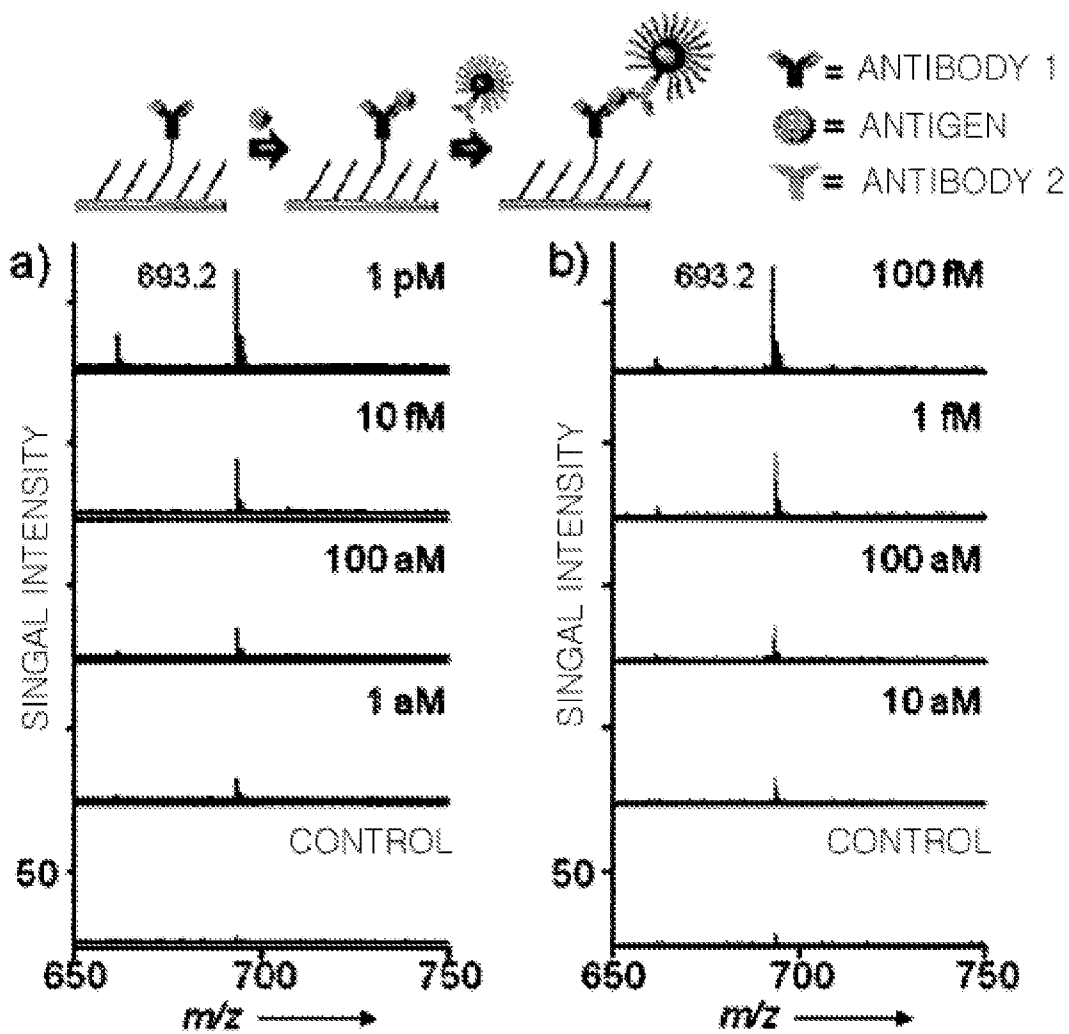 = ANTIBODY 1
= ANTIGEN
= ANTIBODY 2
a)
693.2
1 pM
10 fM
100 aM
1 aM
CONTROL
SINGAL INTENSITY
50
650
700
750
m/z
b)
693.2
100 fM
1 fM
100 aM
10 aM
CONTROL
SINGAL INTENSITY
50
650
700
750
m/z